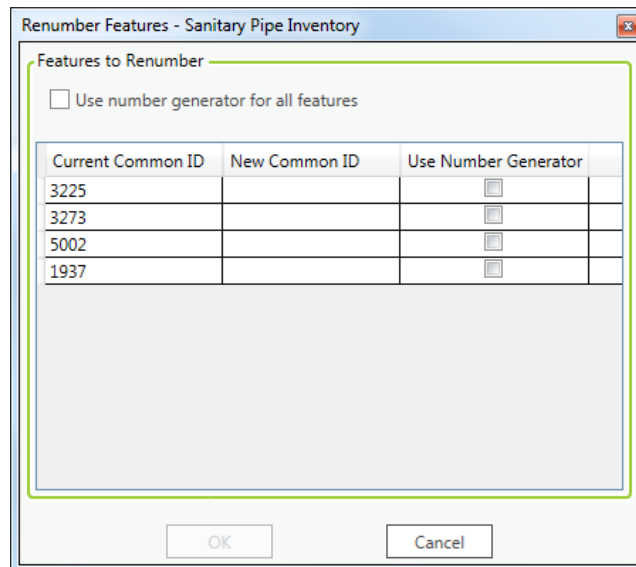 Renumber Features - Sanitary Pipe Inventory
Features to Renumber
Use number generator for all features
Current Common ID New Common ID Use Number Generator
3225
3273
5002
1937
OK Cancel